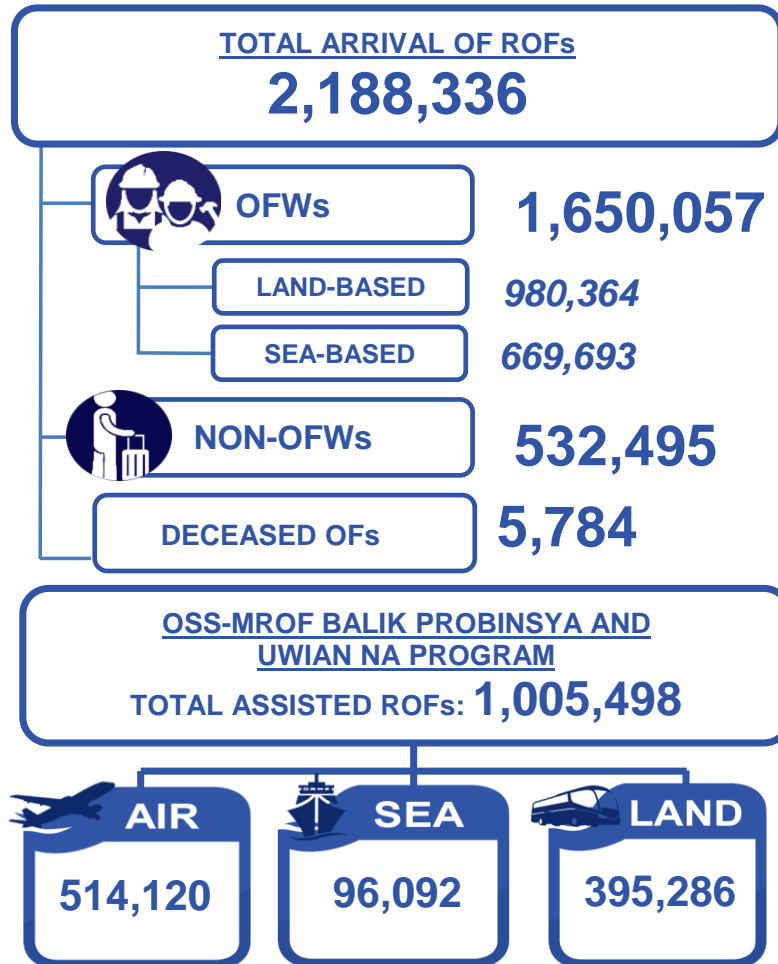 TOTAL ARRIVAL OF ROFs
2,188,336
OFWs 1,650,057
LAND-BASED 980,364
SEA-BASED 669,693
NON-OFWs 532,495
DECEASED OFs 5,784
OSS-MROF BALIK PROBINSYA AND
UWIAN NA PROGRAM
TOTAL ASSISTED ROFs: 1,005,498
AIR SEA LAND
514,120 96,092 395,286